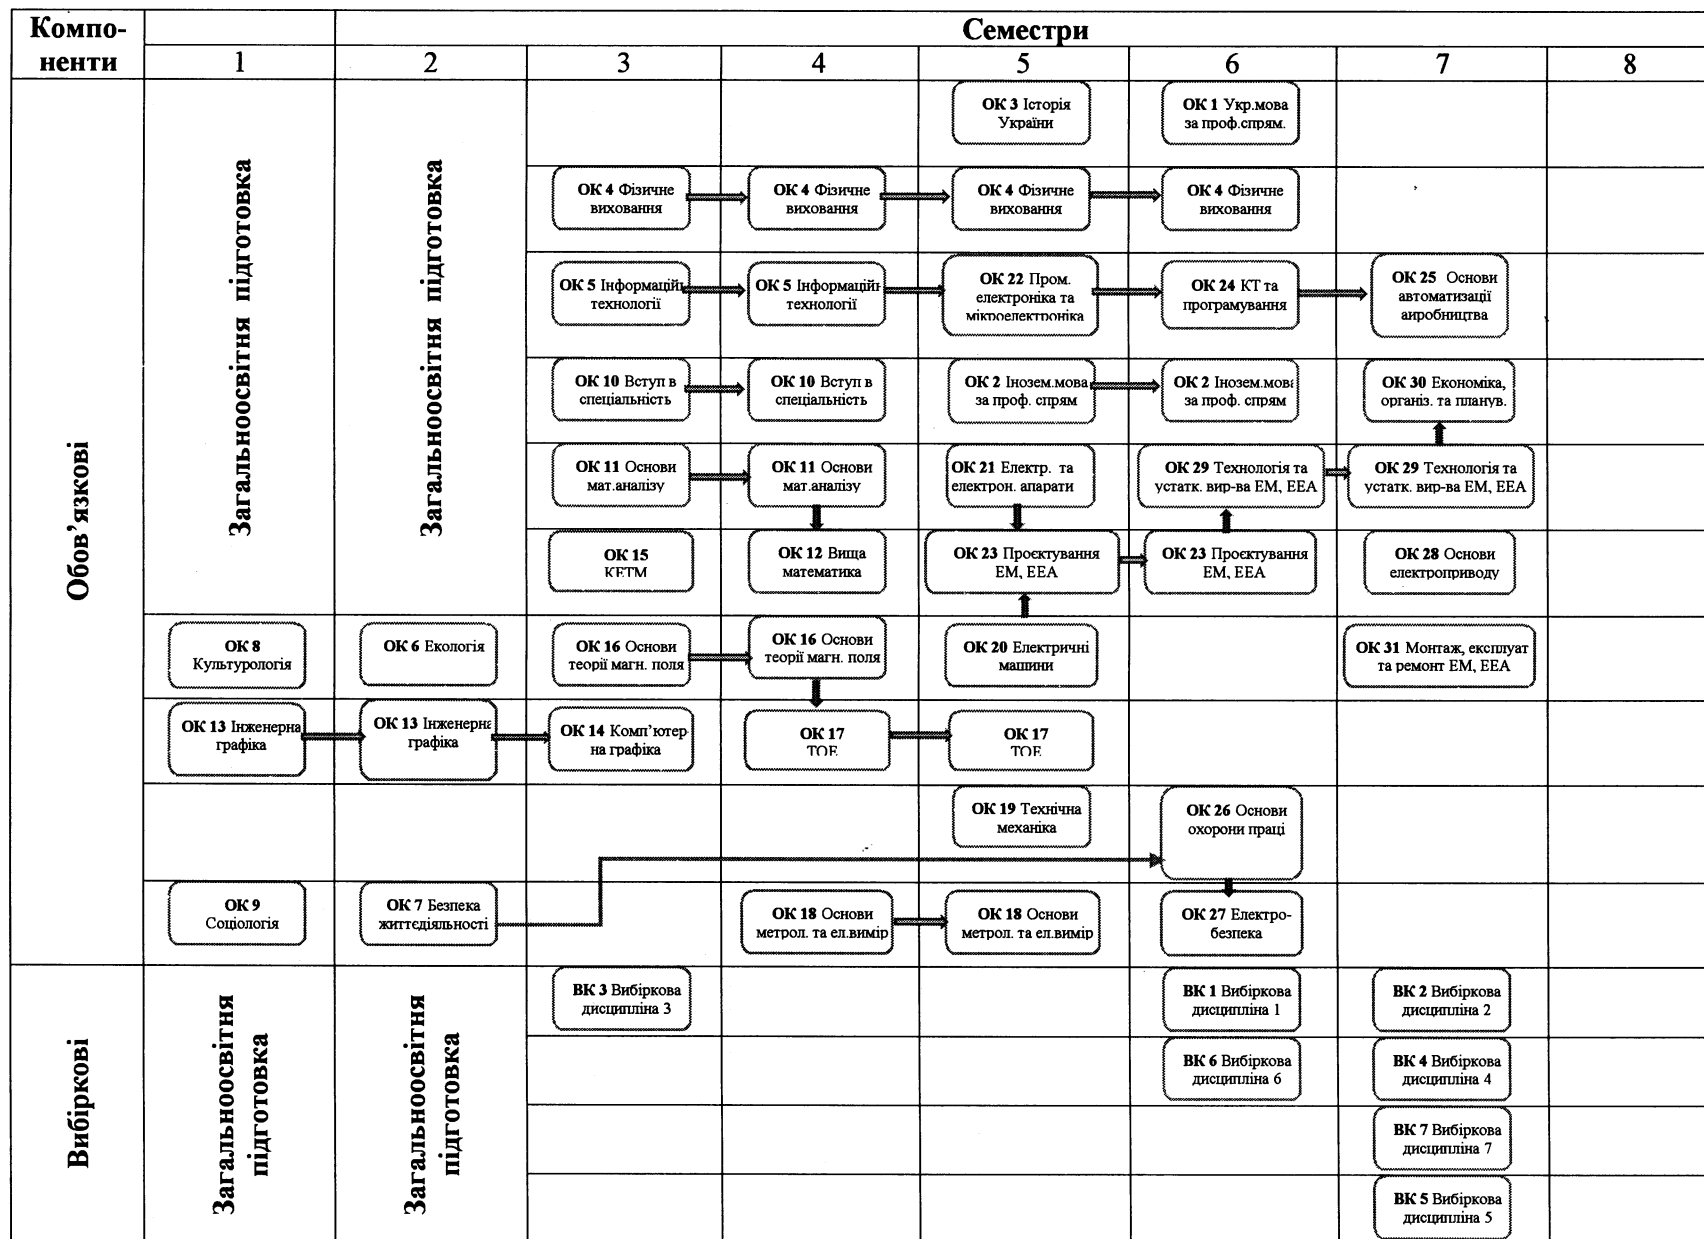 Компо-
ненти
Семестри
1 2 3 4 5 6 7 8
Обов’язкові
Загальноосвітня підготовка
Загальноосвітня підготовка
ОК 3 Історія
України
ОК 1 Укр.мова
за проф.спрям.
ОК 4 Фізичне
виховання
ОК 4 Фізичне
виховання
ОК 4 Фізичне
виховання
ОК 4 Фізичне
виховання
ОК 5 Інформаційн
технології
ОК 5 Інформаційн
технології
ОК 22 Пром.
електроніка та
мікроелектроніка
ОК 24 КТ та
програмування
ОК 25 Основи
автоматизації
аиробництва
ОК 10 Вступ в
спеціальність
ОК 10 Вступ в
спеціальність
ОК 2 Інозем.мова
за проф. спрям
ОК 2 Інозем.мова
за проф. спрям
ОК 30 Економіка,
організ. та планув.
ОК 11 Основи
мат.аналізу
ОК 11 Основи
мат.аналізу
ОК 21 Електр. та
електрон. апарати
ОК 29 Технологія та
устатк. вир-ва ЕМ, ЕЕА
ОК 29 Технологія та
устатк. вир-ва ЕМ, ЕЕА
ОК 15
КЕТМ
ОК 12 Вища
математика
ОК 23 Проєктування
ЕМ, ЕЕА
ОК 23 Проєктування
ЕМ, ЕЕА
ОК 28 Основи
електроприводу
ОК 8
Культурологія
ОК 6 Екологія
ОК 16 Основи
теорії магн. поля
ОК 16 Основи
теорії магн. поля
ОК 20 Електричні
машини
ОК 31 Монтаж, експлуат
та ремонт ЕМ, ЕЕА
ОК 13 Інженерна
графіка
ОК 13 Інженерна
графіка
ОК 14 Комп’ютер
на графіка
ОК 17
ТОЕ
ОК 17
ТОЕ
ОК 19 Технічна
механіка
ОК 26 Основи
охорони праці
ОК 9
Соціологія
ОК 7 Безпека
життєдіяльності
ОК 18 Основи
метрол. та ел.вимір
ОК 18 Основи
метрол. та ел.вимір
ОК 27 Електро-
безпека
Вибіркові
Загальноосвітня
підготовка
Загальноосвітня
підготовка
ВК 3 Вибіркова
дисципліна 3
ВК 1 Вибіркова
дисципліна 1
ВК 2 Вибіркова
дисципліна 2
ВК 6 Вибіркова
дисципліна 6
ВК 4 Вибіркова
дисципліна 4
ВК 7 Вибіркова
дисципліна 7
ВК 5 Вибіркова
дисципліна 5